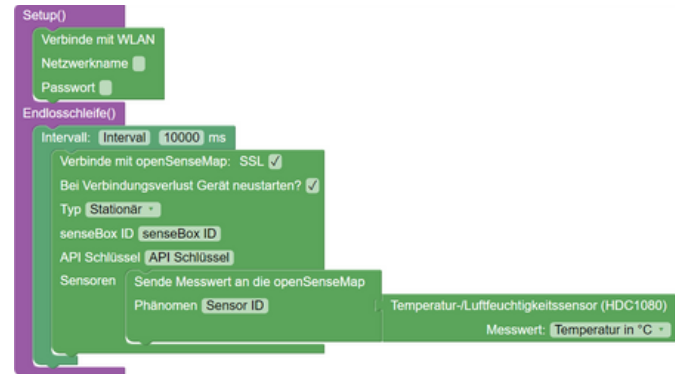 Setup()
Verbinde mit WLAN
Netzwerkname
Passwort
Endlosschleife()
Intervall: Interval 10000 ms
Verbinde mit openSenseMap: SSL
Bei Verbindungsverlust Gerät neustarten?
Typ Stationär
senseBox ID senseBox ID
API Schlüssel API Schlüssel
Sensoren Sende Messwert an die openSenseMap
Phänomen Sensor ID Temperatur-/Luftfeuchtigkeitssensor (HDC1080)
Messwert: Temperatur in °C